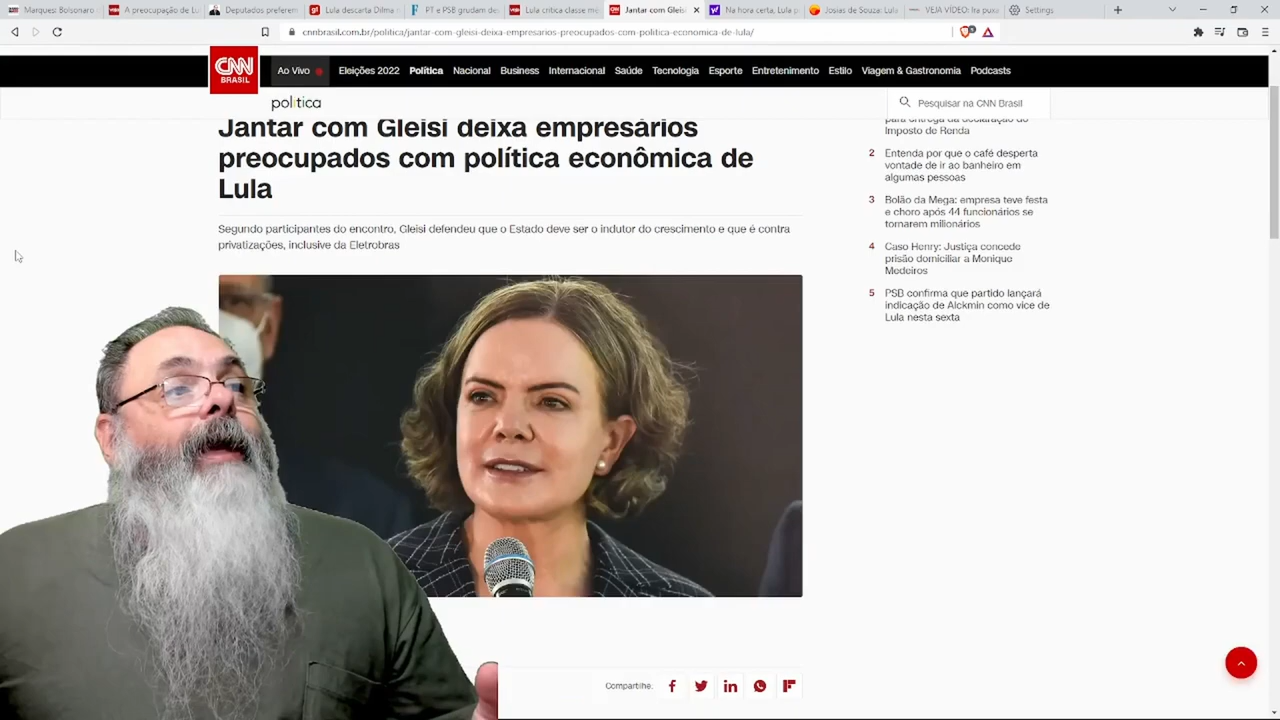 Marques: Bolsonaro
A preocupação de Lu
Deputados preferem
Lula descarta Dilma
PT e PSB grudam de
Lula critica classe mé
Jantar com Gleisi
Na hora certa, Lula p
Josias de Souza: Lula
VEJA VÍDEO: Ira
Settings
cnnbrasil.com.br/politica/jantar-com-gleisi-deixa-empresarios-preocupados-com-politica-economica-de-lula/
CNN
BRASIL
Ao Vivo
Eleições 2022
Política
Nacional
Business
Internacional
Saúde
Tecnologia
Esporte
Entretenimento
Estilo
Viagem & Gastronomia
Podcasts
política
Pesquisar na CNN Brasil
Jantar com Gleisi deixa empresários
preocupados com política econômica de
Lula
Segundo participantes do encontro, Gleisi defendeu que o Estado deve ser o indutor do crescimento e que é contra
privatizações, inclusive da Eletrobras
para entrega da declaração do
Imposto de Renda
2 Entenda por que o café desperta
vontade de ir ao banheiro em
algumas pessoas
3 Bolão da Mega: empresa teve festa
e choro após 44 funcionários se
tornarem milionários
4 Caso Henry: Justiça concede
prisão domiciliar a Monique
Medeiros
5 PSB confirma que partido lançará
indicação de Alckmin como vice de
Lula nesta sexta
Compartilhe: